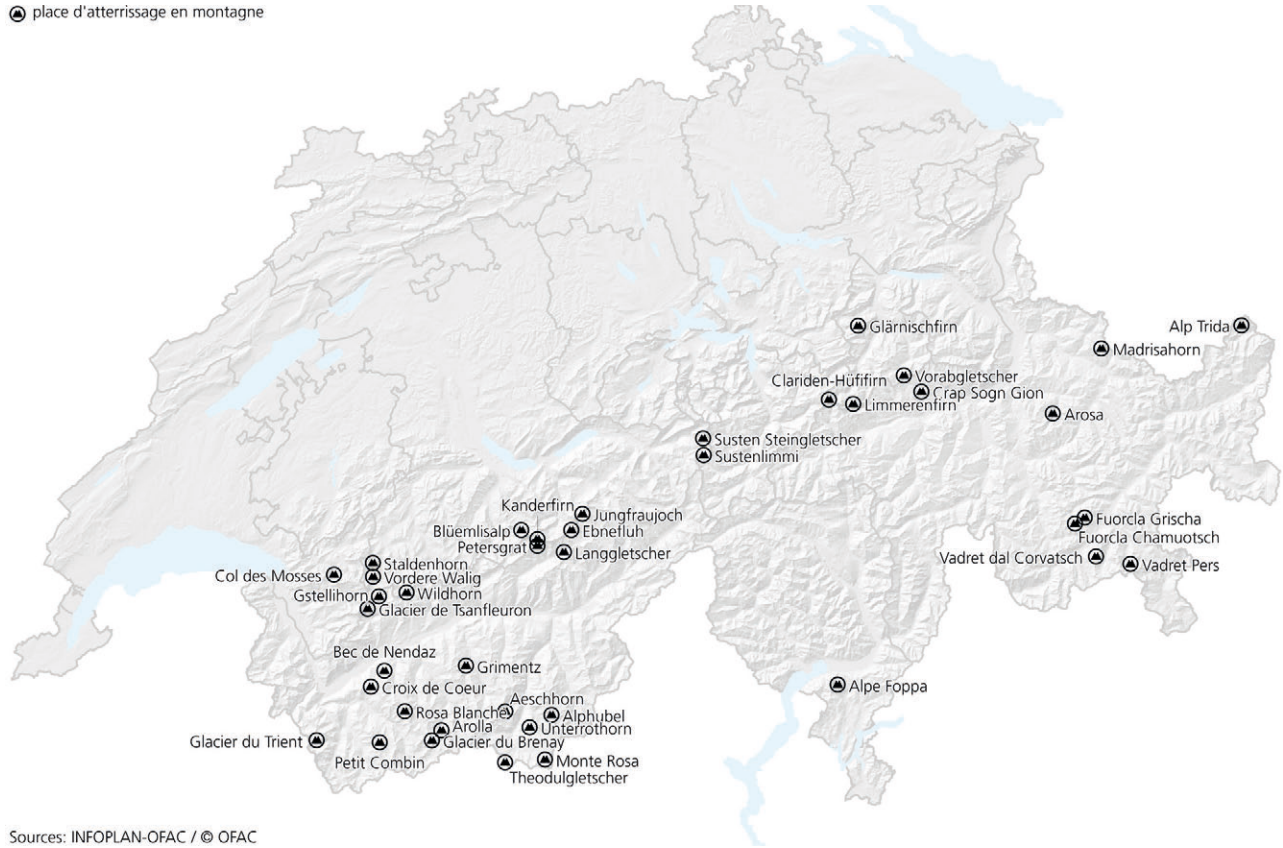 place d'atterrissage en montagne
Glärnischfirn
Alp Trida
Madrisahorn
Clariden-Hüfifirn
Vorabgletscher
Crap Sogn Gion
Limmerenfirn
Arosa
Susten Steingletscher
Sustenlimmi
Kanderfirn
Jungfraujoch
Blüemlisalp
Ebnefluh
Petersgrat
Langgletscher
Fuorcla Grischa
Fuorcla Chamuotsch
Vadret dal Corvatsch
Vadret Pers
Staldenhorn
Col des Mosses
Vordere Walig
Gstellihorn
Wildhorn
Glacier de Tsanfleuron
Bec de Nendaz
Grimentz
Croix de Coeur
Alpe Foppa
Aeschhorn
Rosa Blanche
Alphubel
Arolla
Unterrothorn
Glacier du Trient
Glacier du Brenay
Petit Combin
Monte Rosa
Theodulgletscher
Sources: INFOPLAN-OFAC / © OFAC